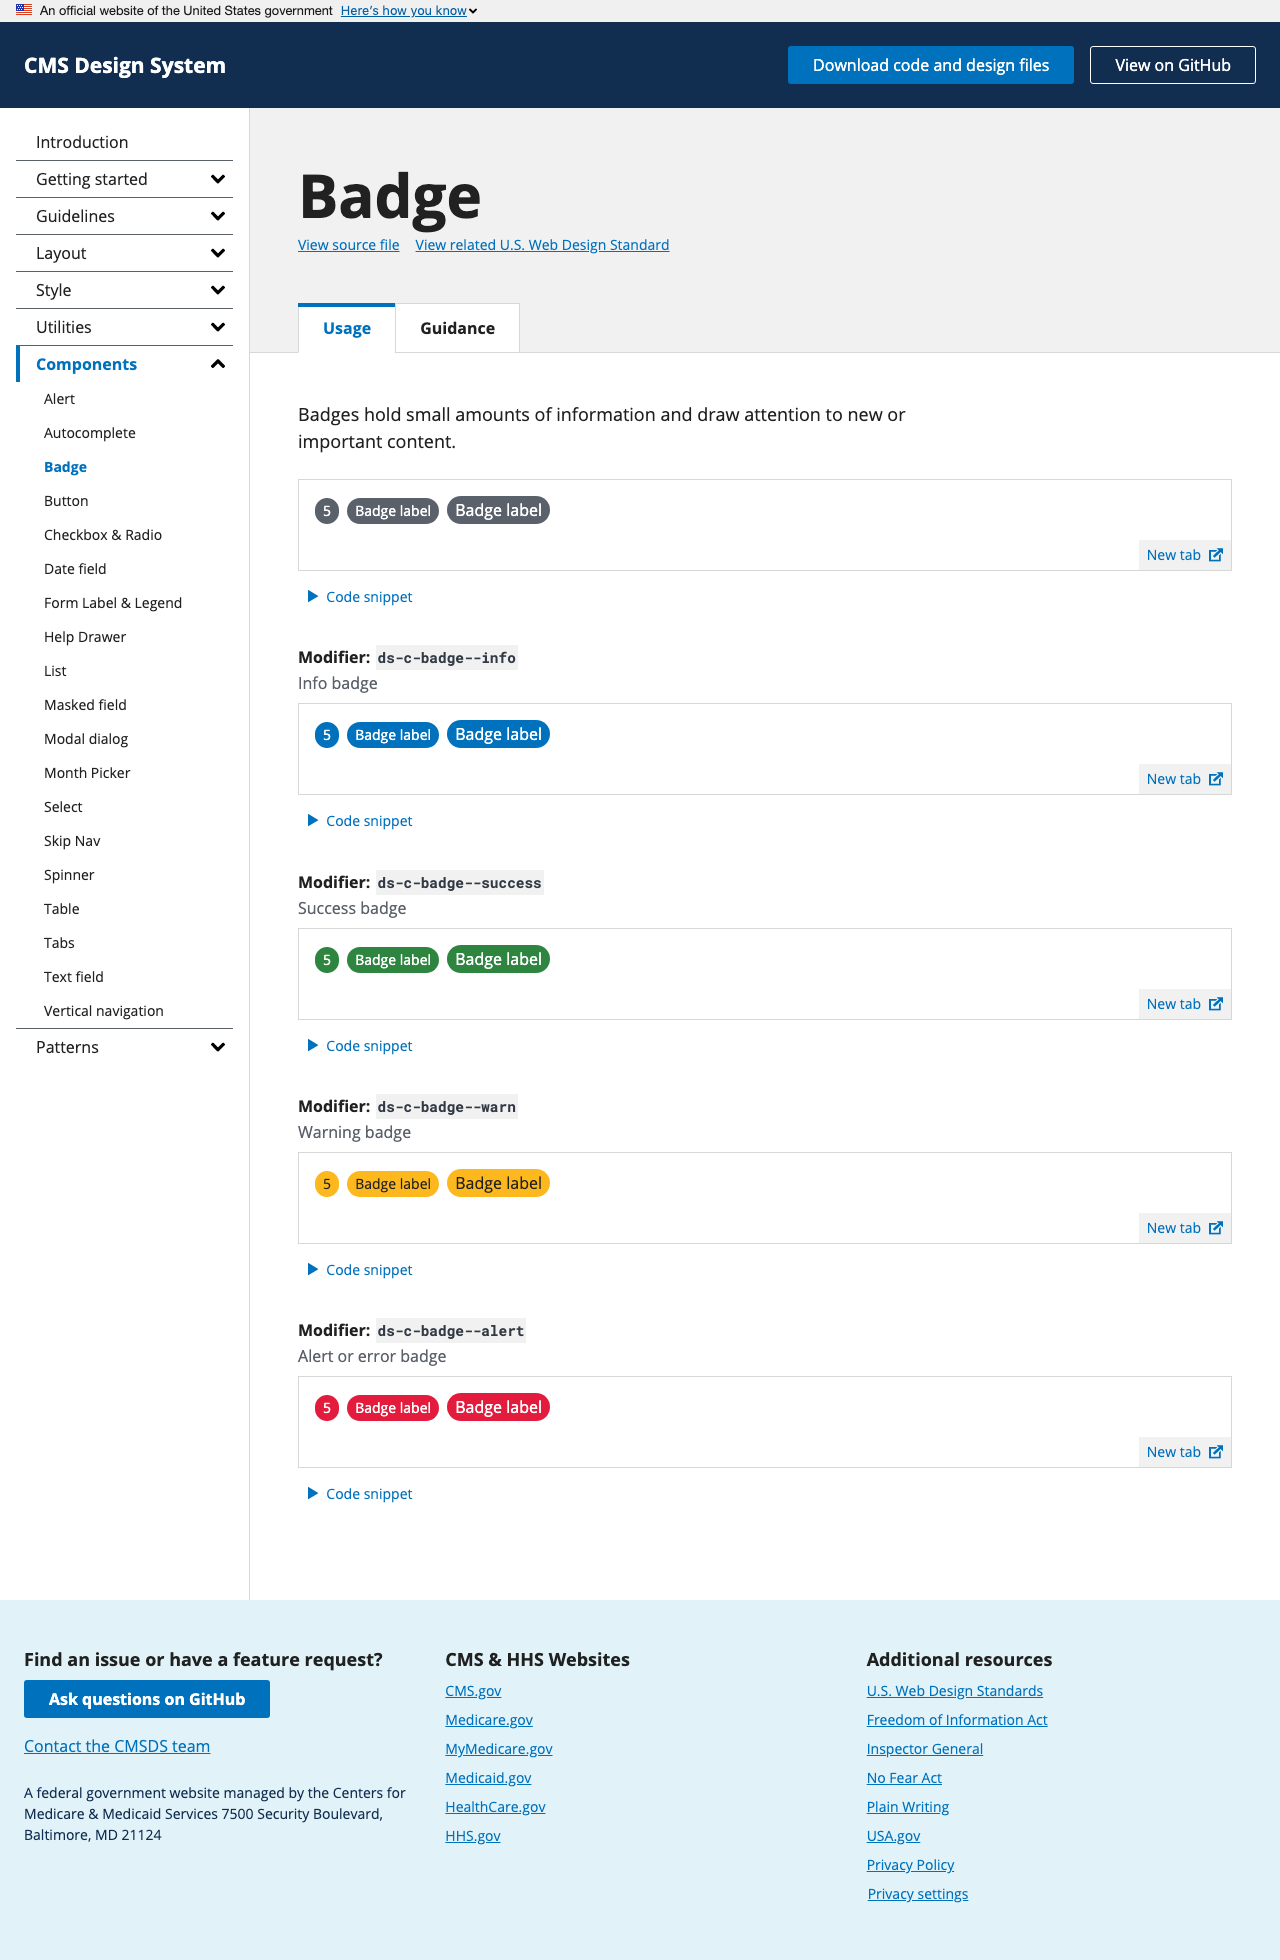 An official website of the United States government Here's how you know
CMS Design System
Download code and design files
View on GitHub
Introduction
Getting started
Guidelines
Layout
Style
Utilities
Components
Alert
Autocomplete
Badge
Button
Checkbox & Radio
Date field
Form Label & Legend
Help Drawer
List
Masked field
Modal dialog
Month Picker
Select
Skip Nav
Spinner
Table
Tabs
Text field
Vertical navigation
Patterns
Badge
View source file View related U.S. Web Design Standard
Usage Guidance
Badges hold small amounts of information and draw attention to new or
important content.
5 Badge label Badge label
New tab
Code snippet
Modifier: ds-c-badge--info
Info badge
5 Badge label Badge label
New tab
Code snippet
Modifier: ds-c-badge--success
Success badge
5 Badge label Badge label
New tab
Code snippet
Modifier: ds-c-badge--warn
Warning badge
5 Badge label Badge label
New tab
Code snippet
Modifier: ds-c-badge--alert
Alert or error badge
5 Badge label Badge label
New tab
Code snippet
Find an issue or have a feature request?
Ask questions on GitHub
Contact the CMSDS team
A federal government website managed by the Centers for
Medicare & Medicaid Services 7500 Security Boulevard,
Baltimore, MD 21124
CMS & HHS Websites
CMS.gov
Medicare.gov
MyMedicare.gov
Medicaid.gov
HealthCare.gov
HHS.gov
Additional resources
U.S. Web Design Standards
Freedom of Information Act
Inspector General
No Fear Act
Plain Writing
USA.gov
Privacy Policy
Privacy settings